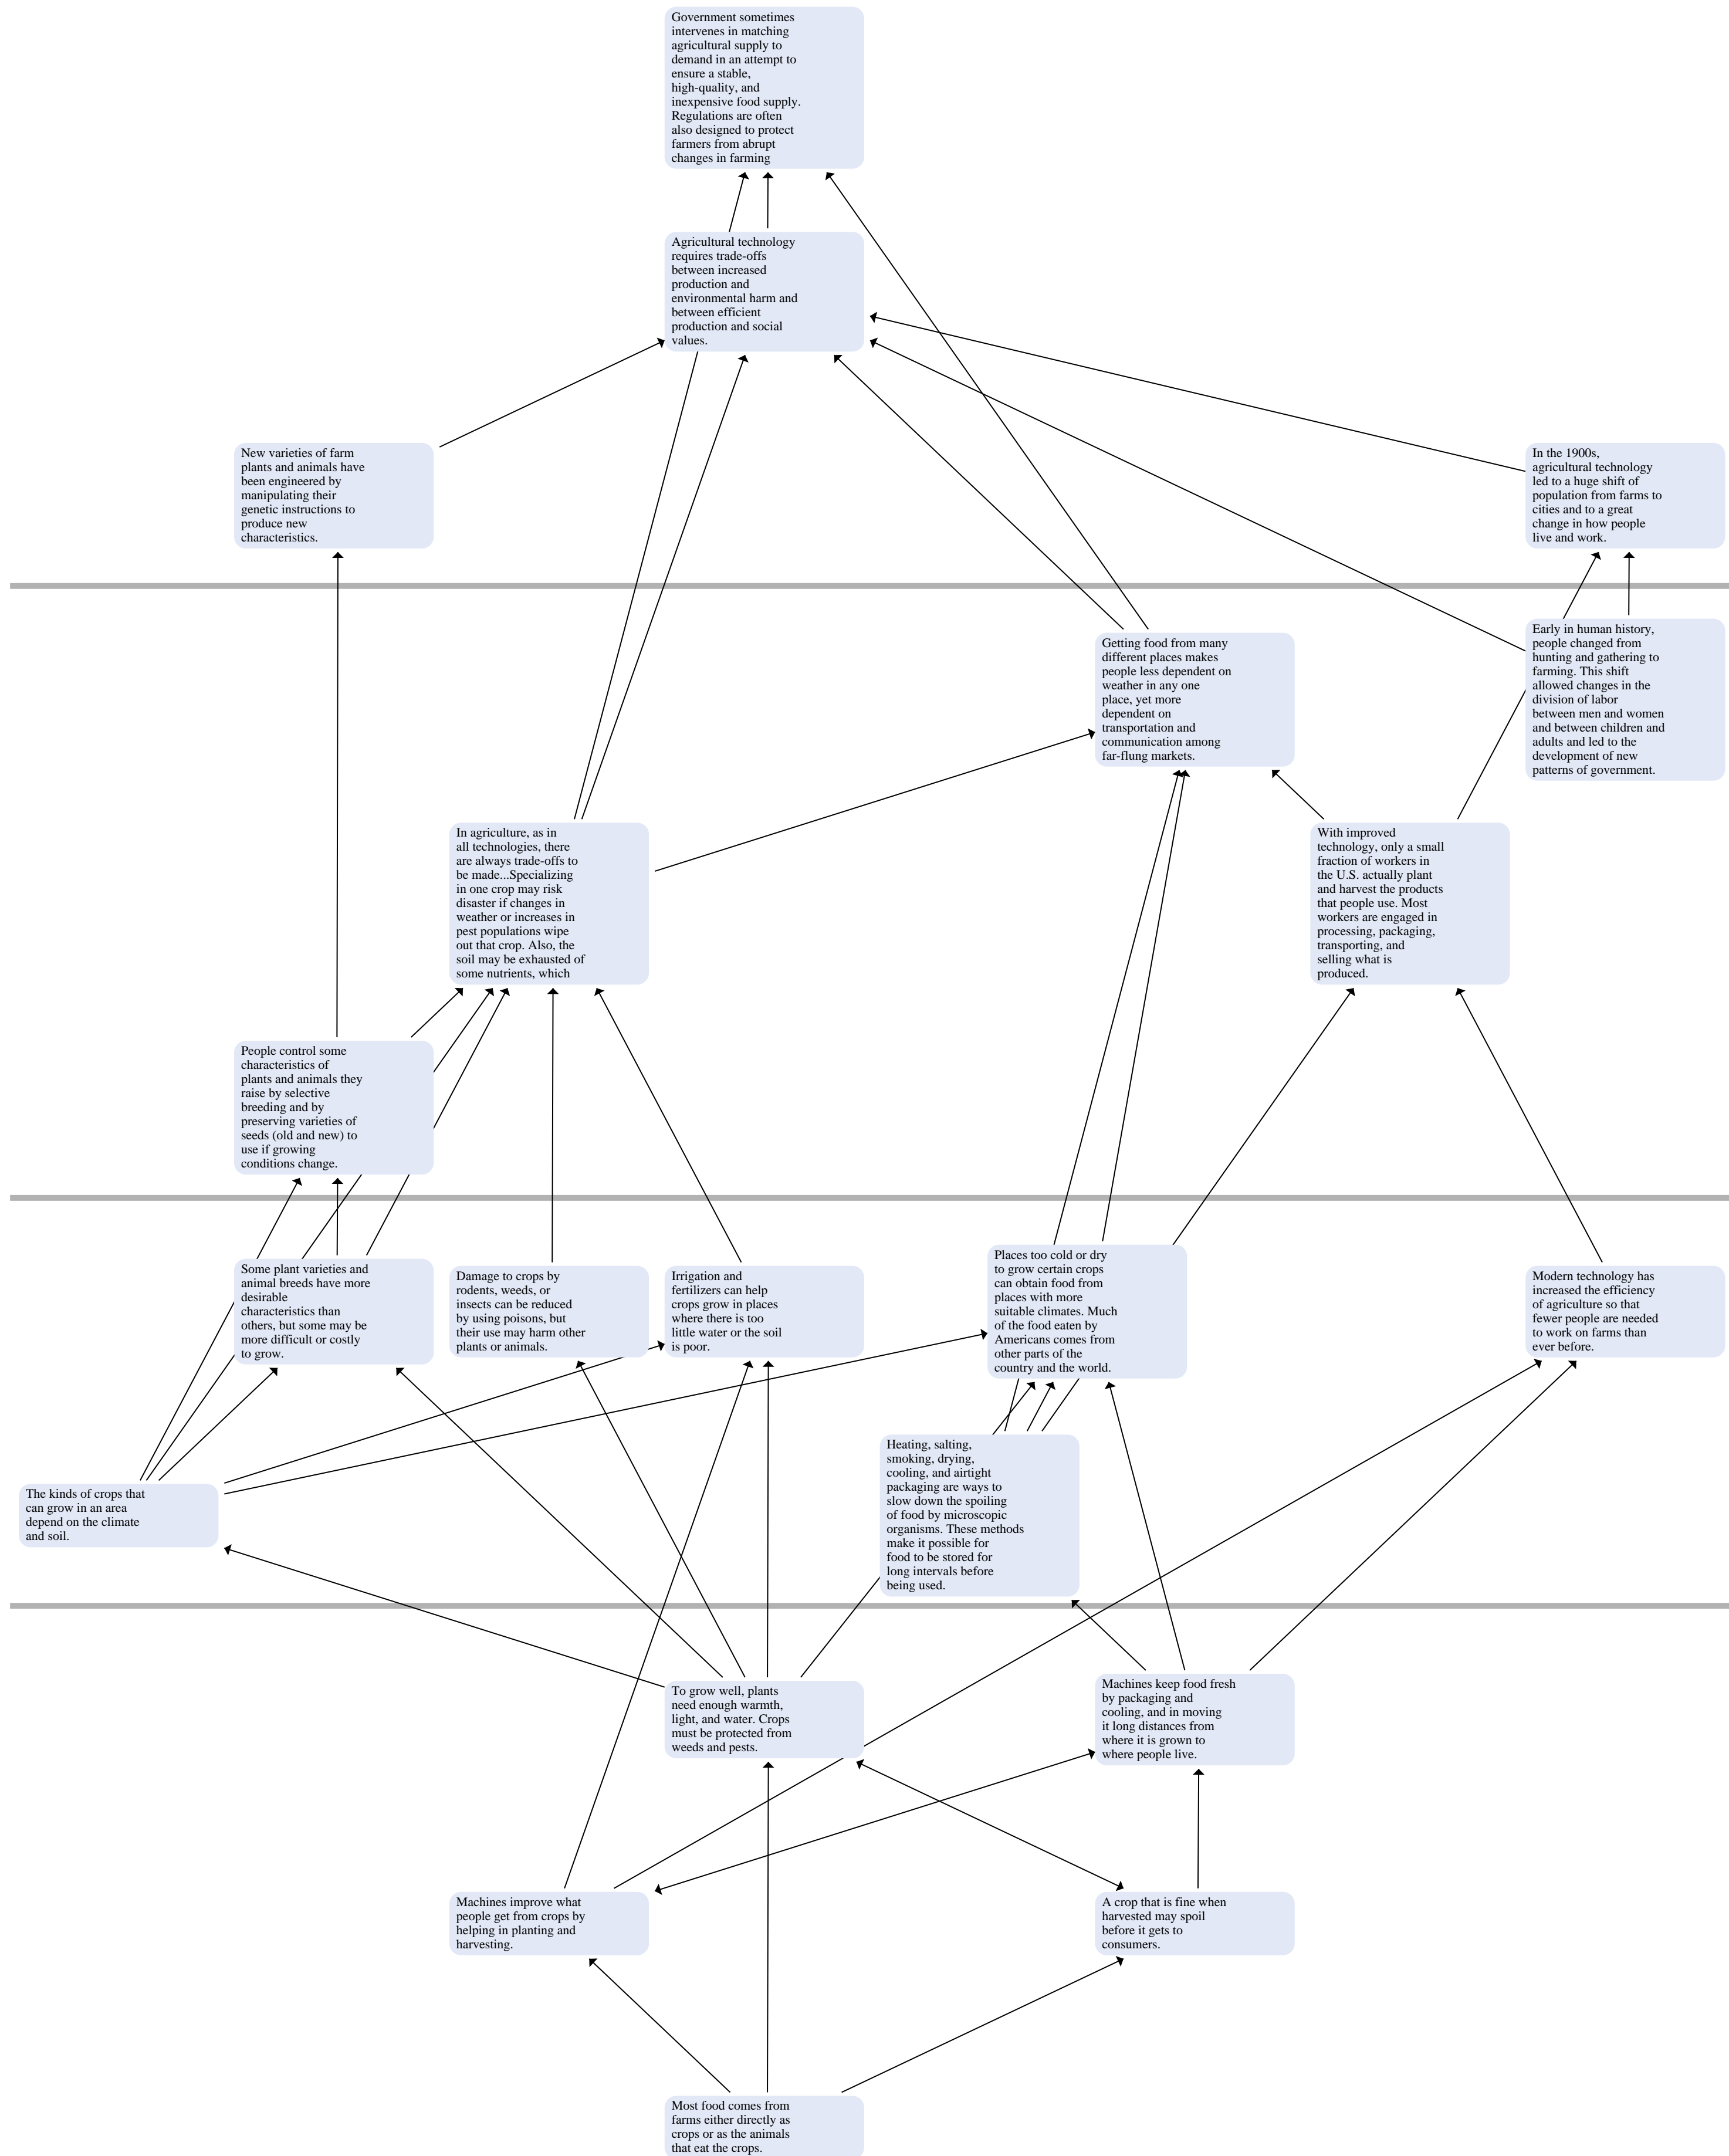 Government sometimes
intervenes in matching
agricultural supply to
demand in an attempt to
ensure a stable,
high-quality, and
inexpensive food supply.
Regulations are often
also designed to protect
farmers from abrupt
changes in farming
Agricultural technology
requires trade-offs
between increased
production and
environmental harm and
between efficient
production and social
values.
New varieties of farm
plants and animals have
been engineered by
manipulating their
genetic instructions to
produce new
characteristics.
In the 1900s,
agricultural technology
led to a huge shift of
population from farms to
cities and to a great
change in how people
live and work.
Getting food from many
different places makes
people less dependent on
weather in any one
place, yet more
dependent on
transportation and
communication among
far-flung markets.
Early in human history,
people changed from
hunting and gathering to
farming. This shift
allowed changes in the
division of labor
between men and women
and between children and
adults and led to the
development of new
patterns of government.
In agriculture, as in
all technologies, there
are always trade-offs to
be made...Specializing
in one crop may risk
disaster if changes in
weather or increases in
pest populations wipe
out that crop. Also, the
soil may be exhausted of
some nutrients, which
With improved
technology, only a small
fraction of workers in
the U.S. actually plant
and harvest the products
that people use. Most
workers are engaged in
processing, packaging,
transporting, and
selling what is
produced.
People control some
characteristics of
plants and animals they
raise by selective
breeding and by
preserving varieties of
seeds (old and new) to
use if growing
conditions change.
Some plant varieties and
animal breeds have more
desirable
characteristics than
others, but some may be
more difficult or costly
to grow.
Damage to crops by
rodents, weeds, or
insects can be reduced
by using poisons, but
their use may harm other
plants or animals.
Irrigation and
fertilizers can help
crops grow in places
where there is too
little water or the soil
is poor.
Places too cold or dry
to grow certain crops
can obtain food from
places with more
suitable climates. Much
of the food eaten by
Americans comes from
other parts of the
country and the world.
Modern technology has
increased the efficiency
of agriculture so that
fewer people are needed
to work on farms than
ever before.
The kinds of crops that
can grow in an area
depend on the climate
and soil.
Heating, salting,
smoking, drying,
cooling, and airtight
packaging are ways to
slow down the spoiling
of food by microscopic
organisms. These methods
make it possible for
food to be stored for
long intervals before
being used.
To grow well, plants
need enough warmth,
light, and water. Crops
must be protected from
weeds and pests.
Machines keep food fresh
by packaging and
cooling, and in moving
it long distances from
where it is grown to
where people live.
Machines improve what
people get from crops by
helping in planting and
harvesting.
A crop that is fine when
harvested may spoil
before it gets to
consumers.
Most food comes from
farms either directly as
crops or as the animals
that eat the crops.